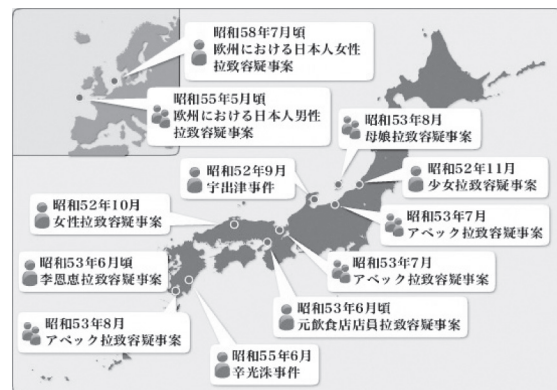 昭和58年7月頃
欧州における日本人女性
拉致容疑事案
昭和55年5月頃
欧州における日本人男性
拉致容疑事案
昭和53年8月
母娘拉致容疑事案
昭和52年9月
宇出津事件
昭和52年11月
少女拉致容疑事案
昭和52年10月
女性拉致容疑事案
昭和53年7月
アベック拉致容疑事案
昭和53年6月頃
李恩恵拉致容疑事案
昭和53年7月
アベック拉致容疑事案
昭和53年8月
アベック拉致容疑事案
昭和53年6月頃
元飲食店店員拉致容疑事案
昭和55年6月
辛光洙事件